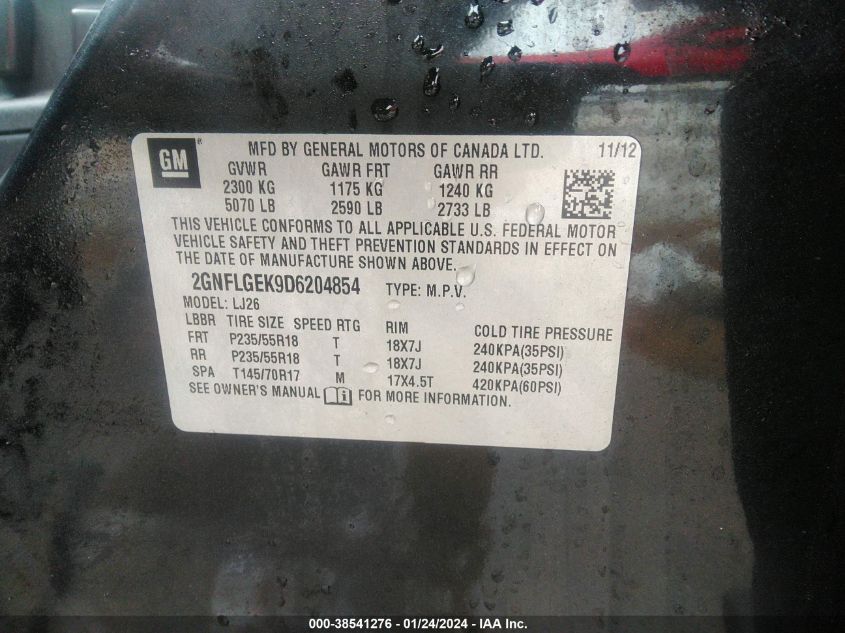 GM ® MFD BY GENERAL MOTORS OF CANADA LTD. 11/12
GVWR GAWR FRT GAWR RR
2300 KG 1175 KG 1240 KG
5070 LB 2590 LB 2733 LB
THIS VEHICLE CONFORMS TO ALL APPLICABLE U.S. FEDERAL MOTOR
VEHICLE SAFETY AND THEFT PREVENTION STANDARDS IN EFFECT ON
THE DATE OF MANUFACTURE SHOWN ABOVE.
2GNFLGEK9D6204854 TYPE: M.P.V.
MODEL: LJ26
LBBR TIRE SIZE SPEED RTG RIM COLD TIRE PRESSURE
FRT P235/55R18 T 18X7J 240KPA(35PSI)
RR P235/55R18 T 18X7J 240KPA(35PSI)
SPA T145/70R17 M 17X4.5T 420KPA(60PSI)
SEE OWNER'S MANUAL i FOR MORE INFORMATION.
000-38541276 - 01/24/2024 - IAA Inc.